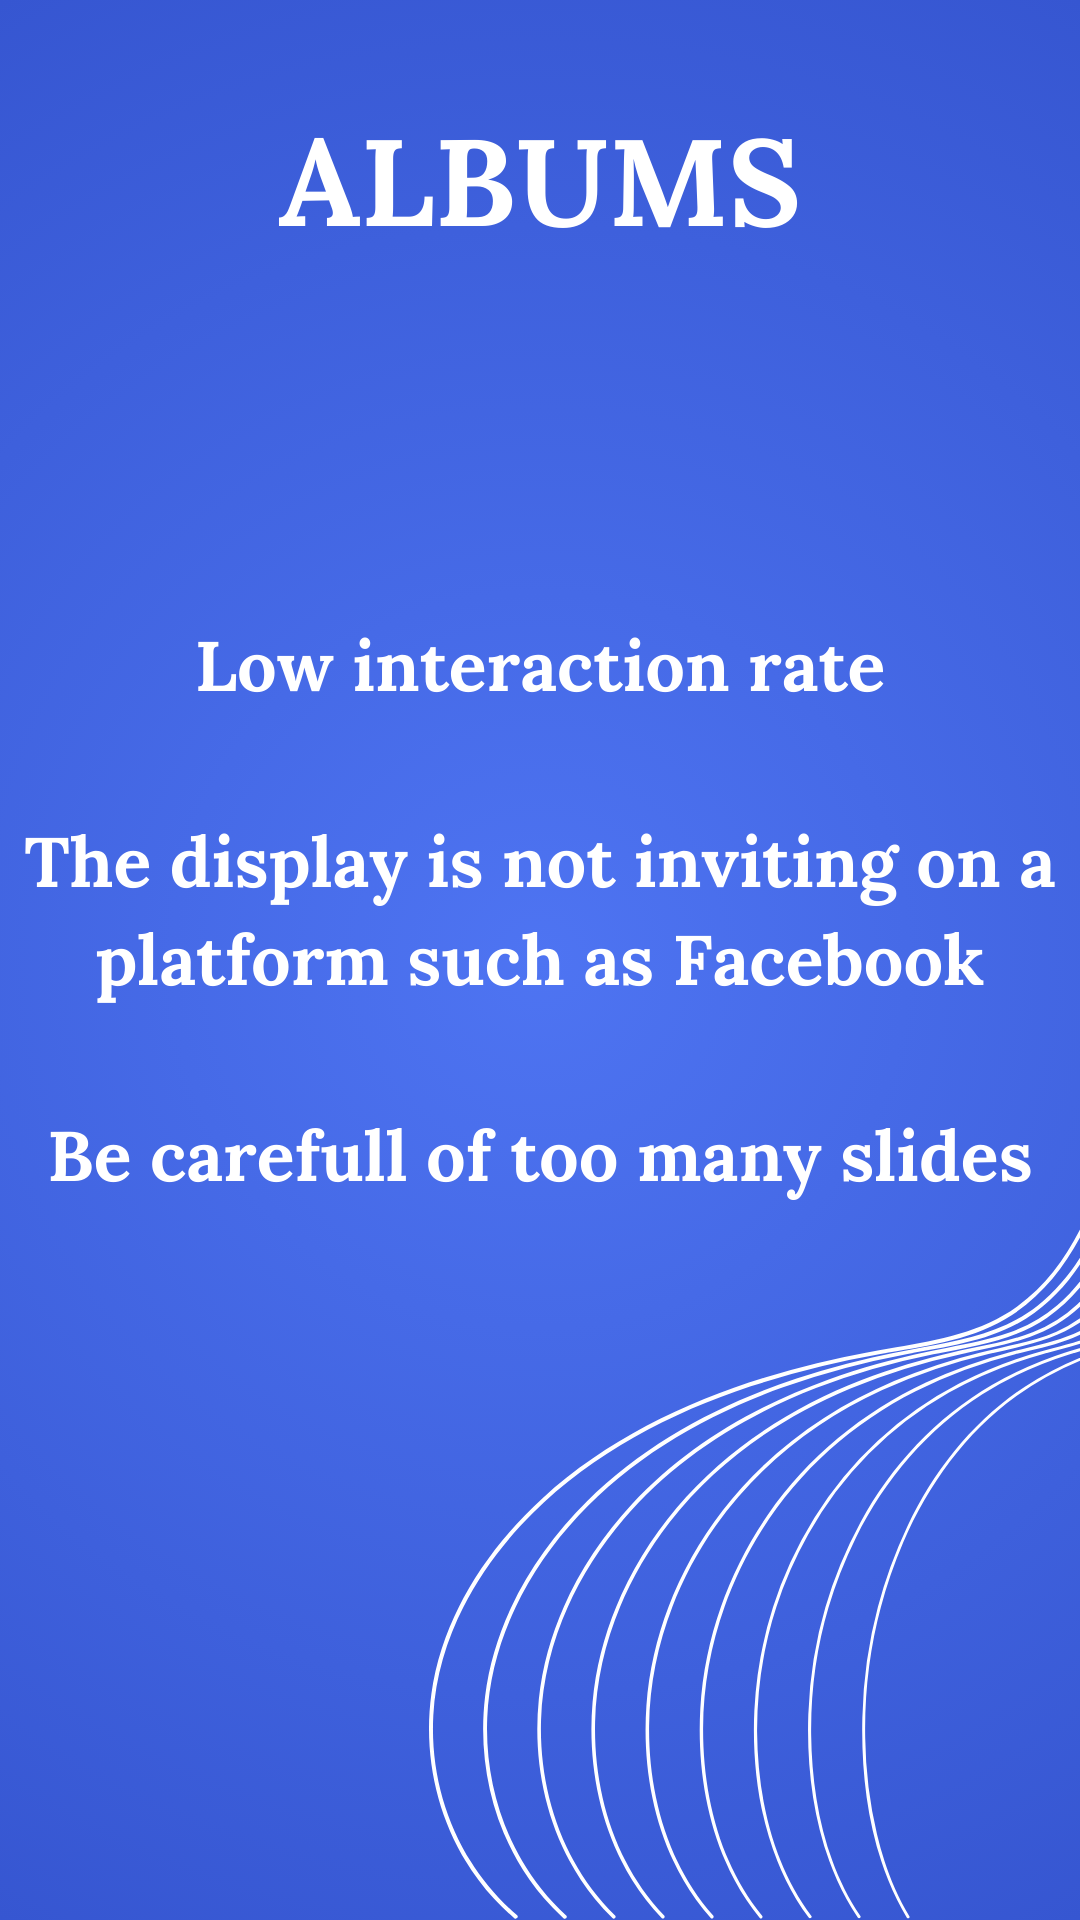 ALBUMS
Low interaction rate
The display is not inviting on a
platform such as Facebook
Be carefull of too many slides